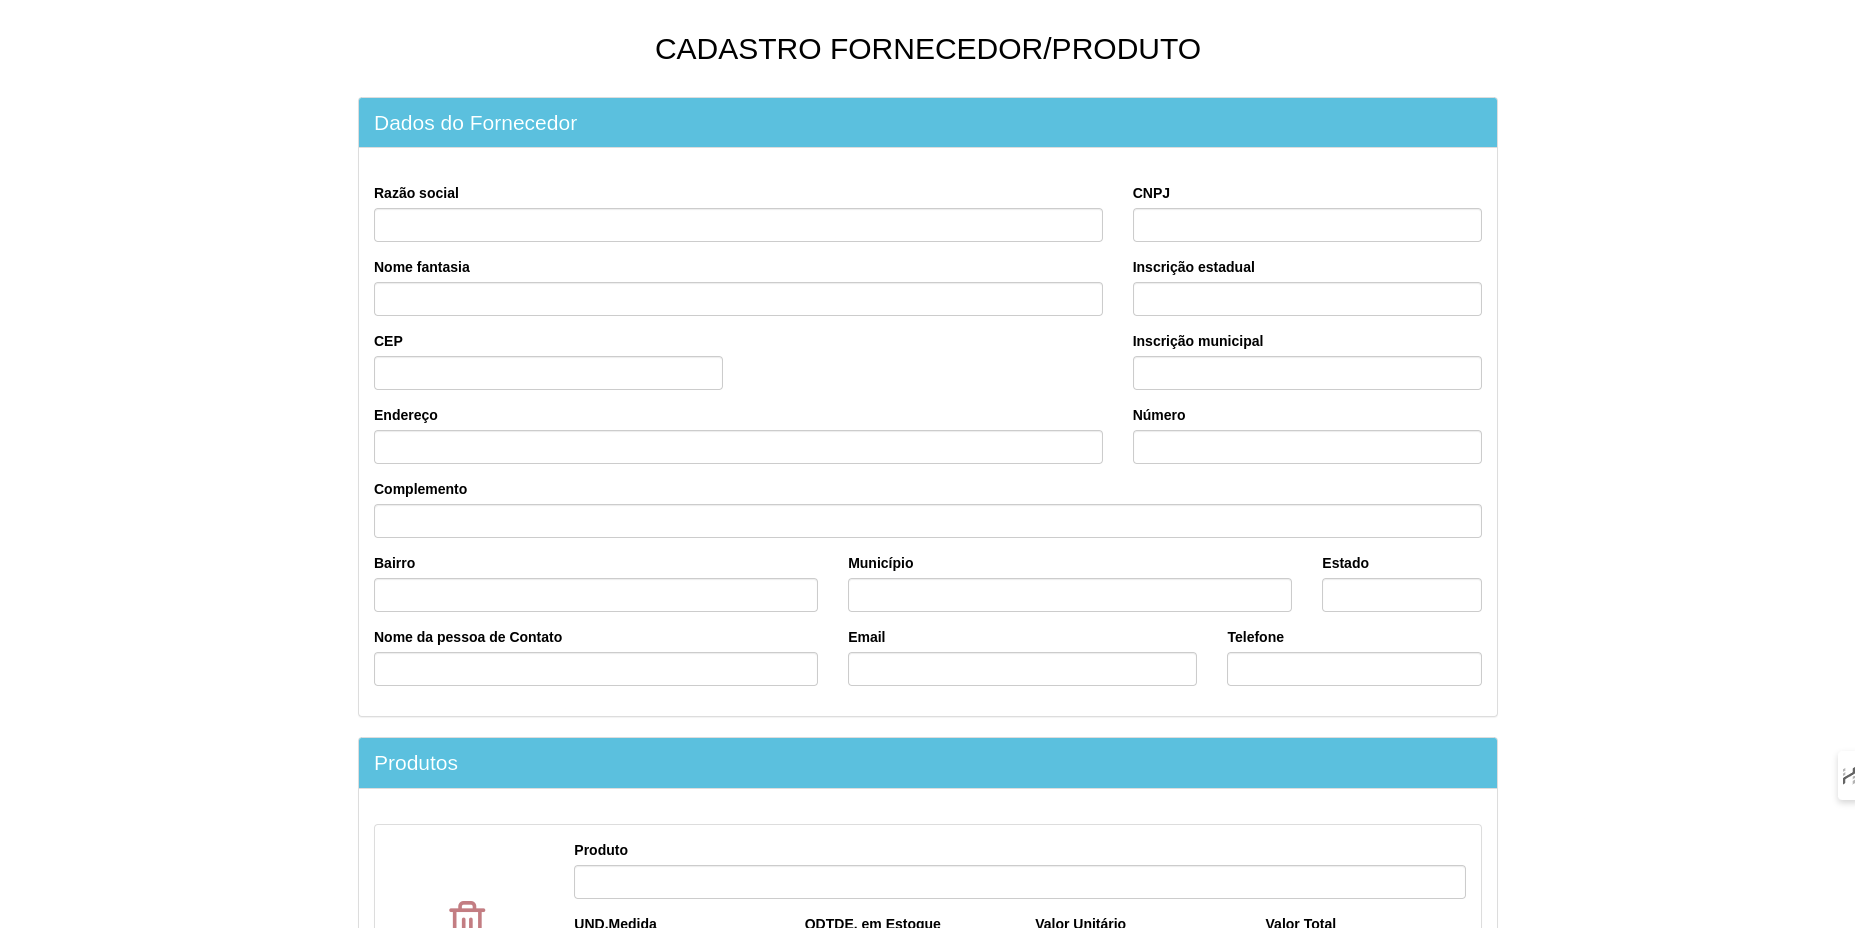 CADASTRO FORNECEDOR/PRODUTO
Dados do Fornecedor
Razão social CNPJ
Nome fantasia Inscrição estadual
CEP Inscrição municipal
Endereço Número
Complemento
Bairro Município Estado
Nome da pessoa de Contato Email Telefone
Produtos
Produto
UND.Medida QDTDE. em Estoque Valor Unitário Valor Total